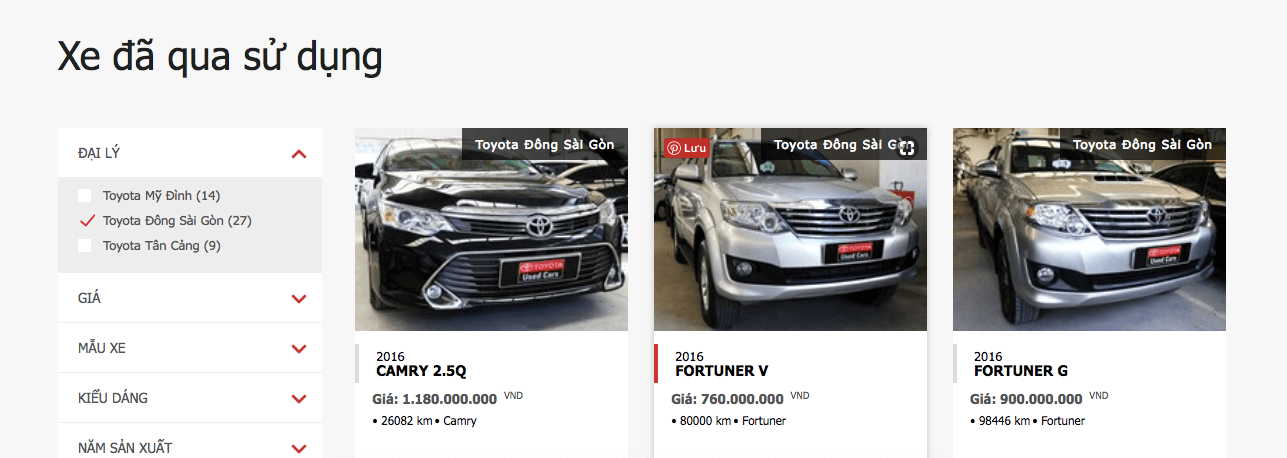 Xe đã qua sử dụng
ĐẠI LÝ
Toyota Mỹ Đình (14)
Toyota Đông Sài Gòn (27)
Toyota Tân Cảng (9)
GIÁ
MẪU XE
KIỂU DÁNG
NĂM SẢN XUẤT
Toyota Đông Sài Gòn
TOYOTA
Used Cars
2016
CAMRY 2.5Q
Giá: 1.180.000.000 VND
• 26082 km • Camry
Lưu
Toyota Đông Sài Gòn
TOYOTA
Used Cars
2016
FORTUNER V
Giá: 760.000.000 VND
• 80000 km • Fortuner
Toyota Đông Sài Gòn
TOYOTA
Used Cars
2016
FORTUNER G
Giá: 900.000.000 VND
• 98446 km • Fortuner